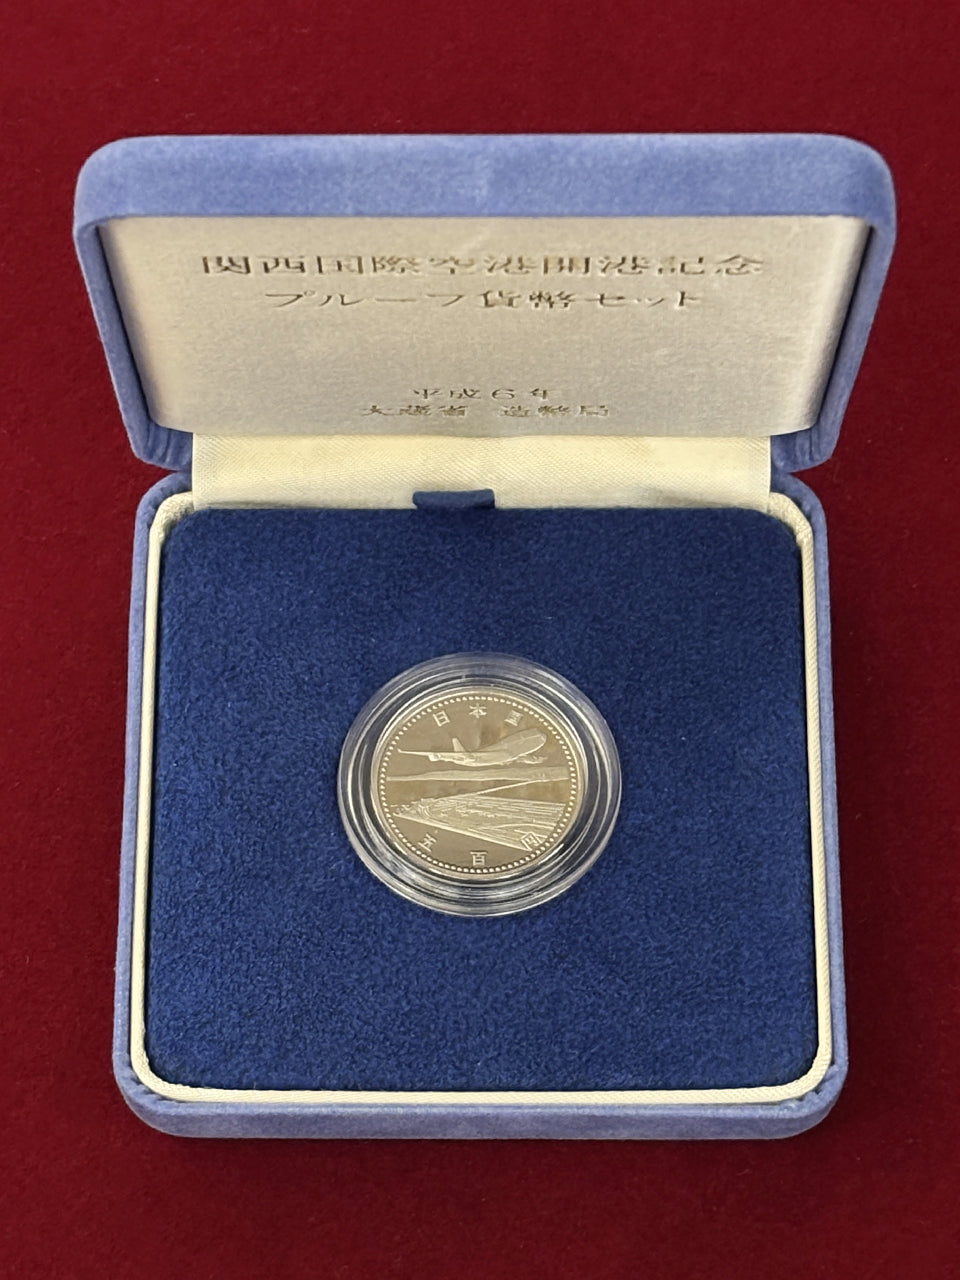 関西国際空港開港記念
プルーフ貨幣セット
平成6年
大蔵省 造幣局
日本国
五百円